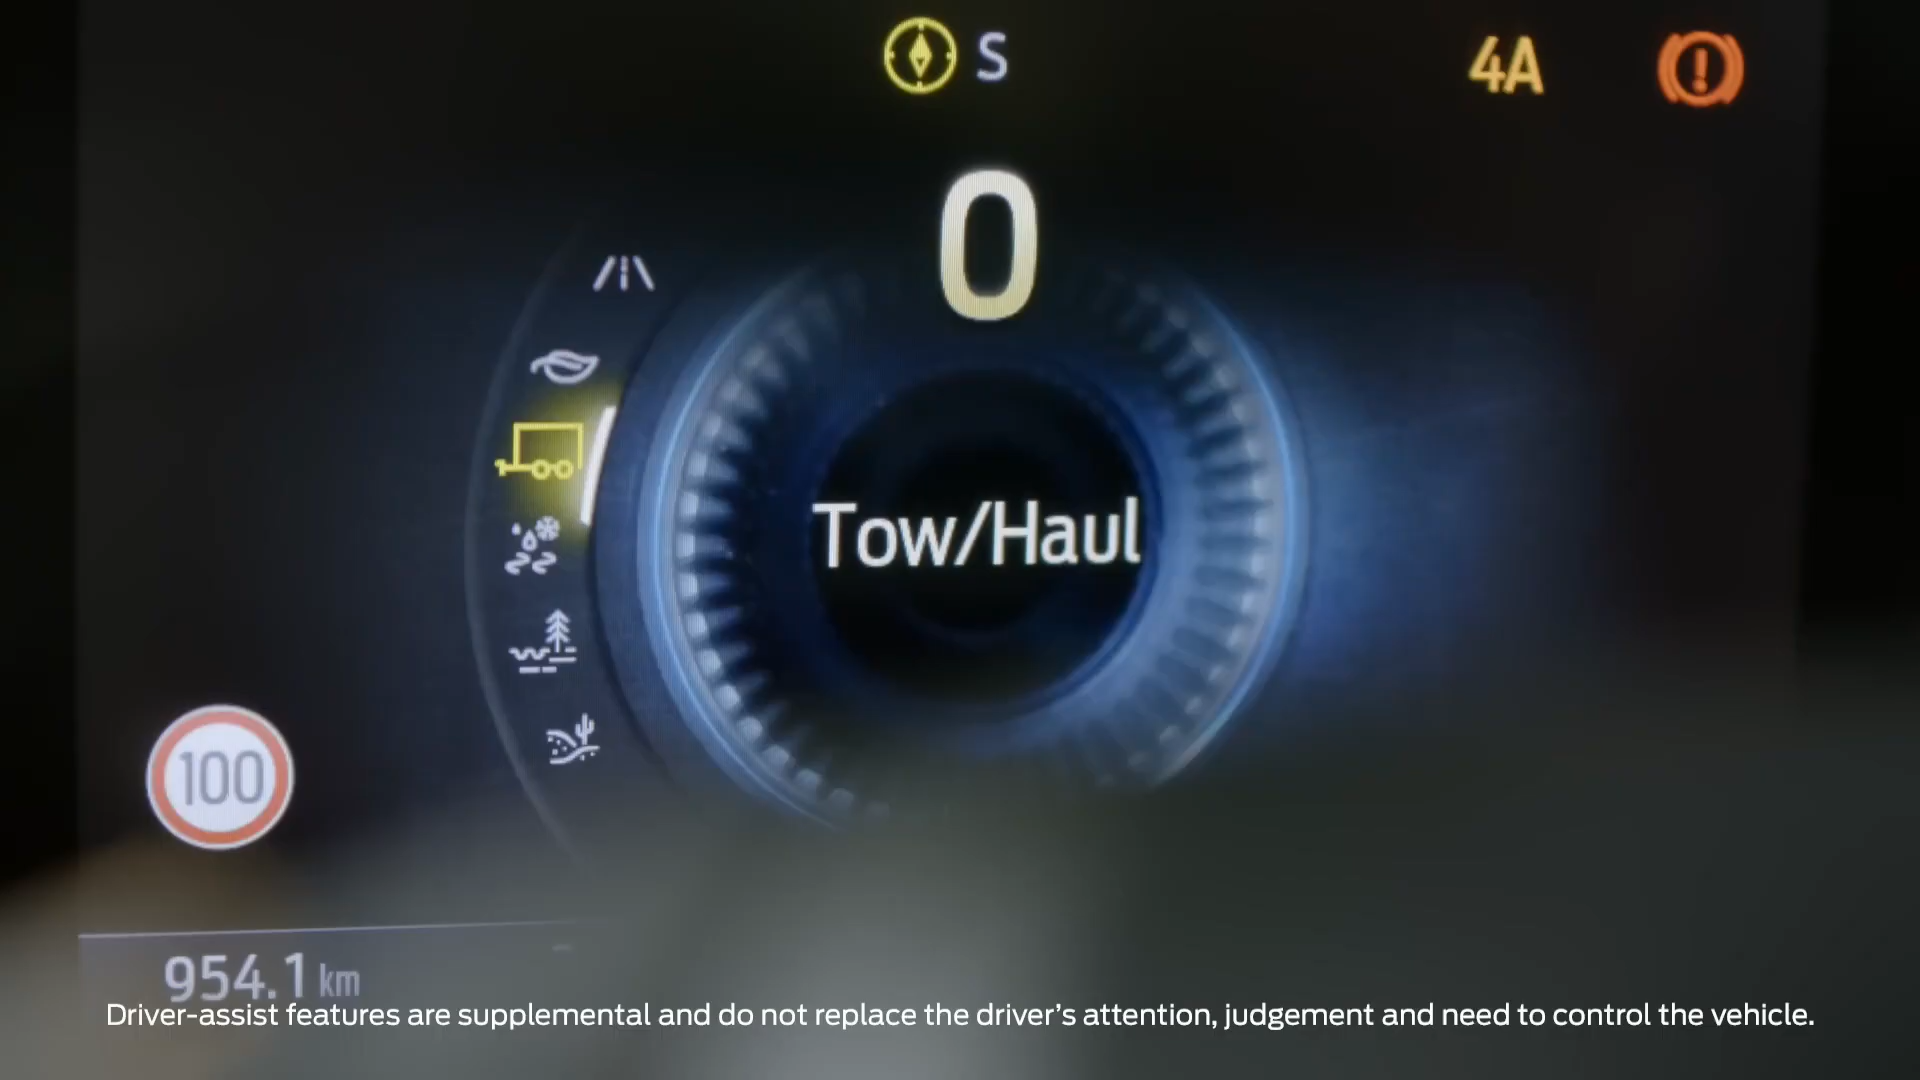 S
4A
0
Tow/Haul
100
954.1 km
Driver-assist features are supplemental and do not replace the driver’s attention, judgement and need to control the vehicle.